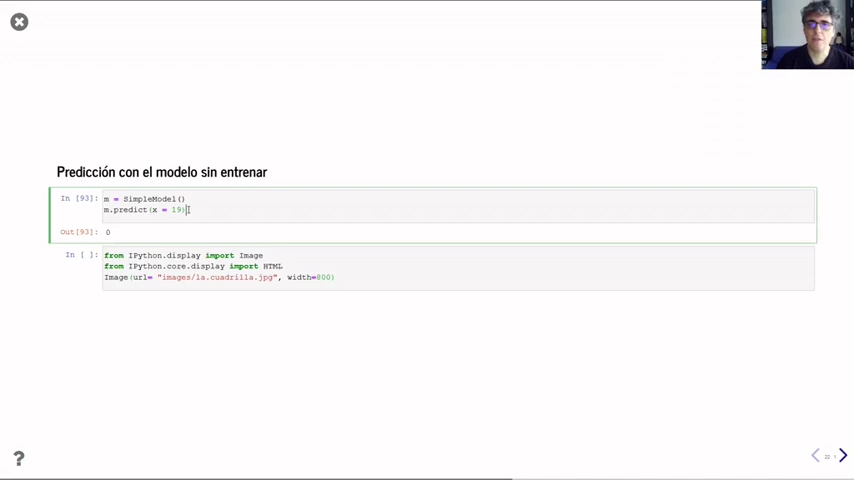 Predicción con el modelo sin entrenar
In [93]: m = SimpleModel()
m.predict(x = 19)
Out[93]: 0
In [ ]: from IPython.display import Image
from IPython.core.display import HTML
Image(url= "images/la.cuadrilla.jpg", width=800)
?
22